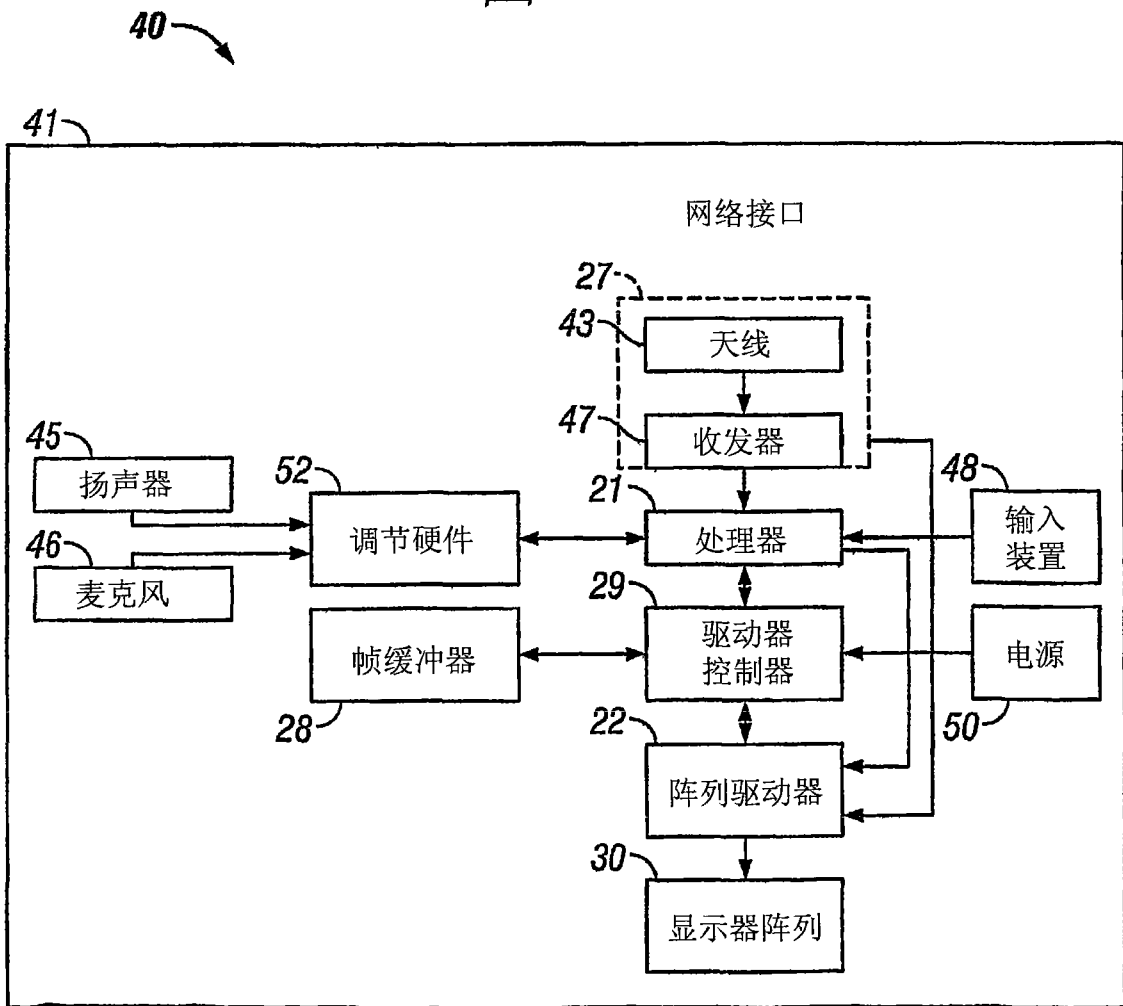 40
41
网络接口
27
43
天线
47
收发器
45
扬声器
52
调节硬件
46
麦克风
21
处理器
48
输入
装置
29
驱动器
控制器
帧缓冲器
28
电源
50
22
阵列驱动器
30
显示器阵列